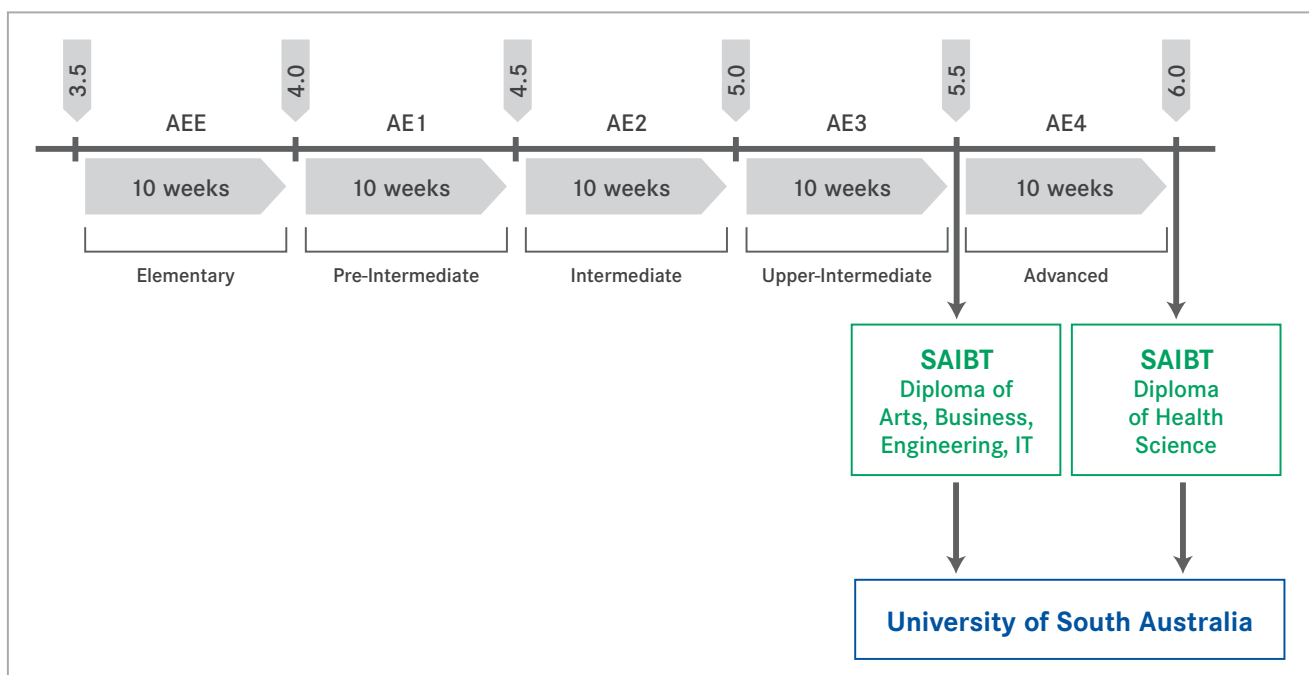 3.5
4.0
4.5
5.0
5.5
6.0
AEE
AE1
AE2
AE3
AE4
10 weeks
10 weeks
10 weeks
10 weeks
10 weeks
Elementary
Pre-Intermediate
Intermediate
Upper-Intermediate
Advanced
SAIBT
Diploma of
Arts, Business,
Engineering, IT
SAIBT
Diploma
of Health
Science
University of South Australia